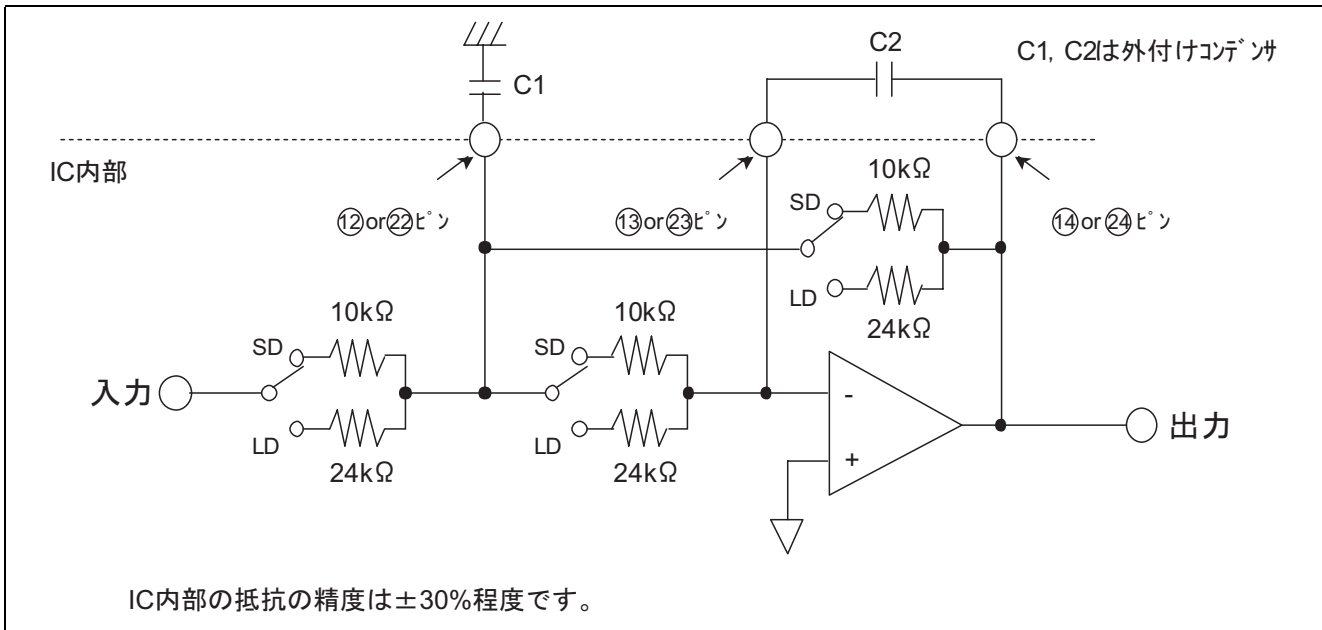 C2
C1, C2は外付けコンデンサ
C1
IC内部
10kΩ
SD
⑫or㉒ピン
⑬or㉓ピン
⑭or㉔ピン
LD
24kΩ
10kΩ
10kΩ
SD
SD
入力
-
出力
LD
LD
+
24kΩ
24kΩ
IC内部の抵抗の精度は±30%程度です。